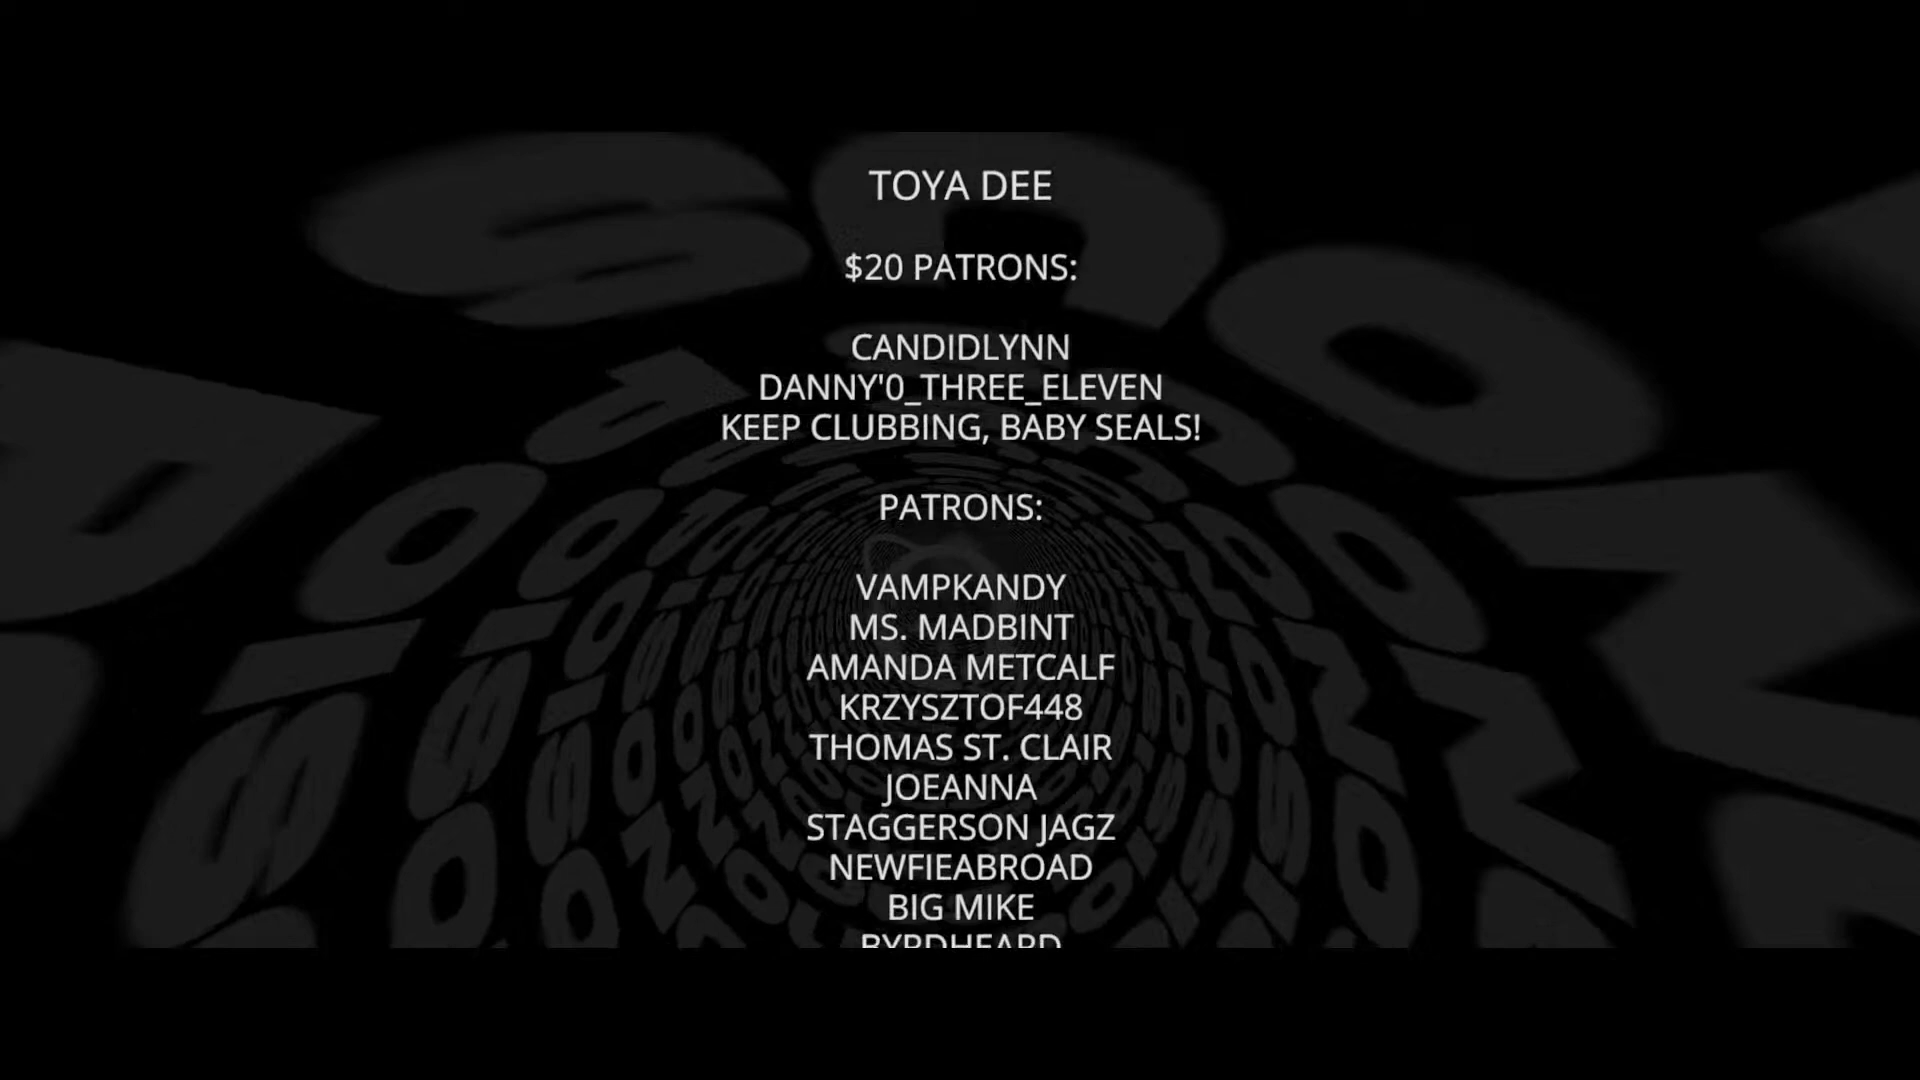 TOYA DEE
$20 PATRONS:
CANDIDLYNN
DANNY'0_THREE_ELEVEN
KEEP CLUBBING, BABY SEALS!
PATRONS:
VAMPKANDY
MS. MADBINT
AMANDA METCALF
KRZYSZTOF448
THOMAS ST. CLAIR
JOEANNA
STAGGERSON JAGZ
NEWFIEABROAD
BIG MIKE
BYRDHEARD